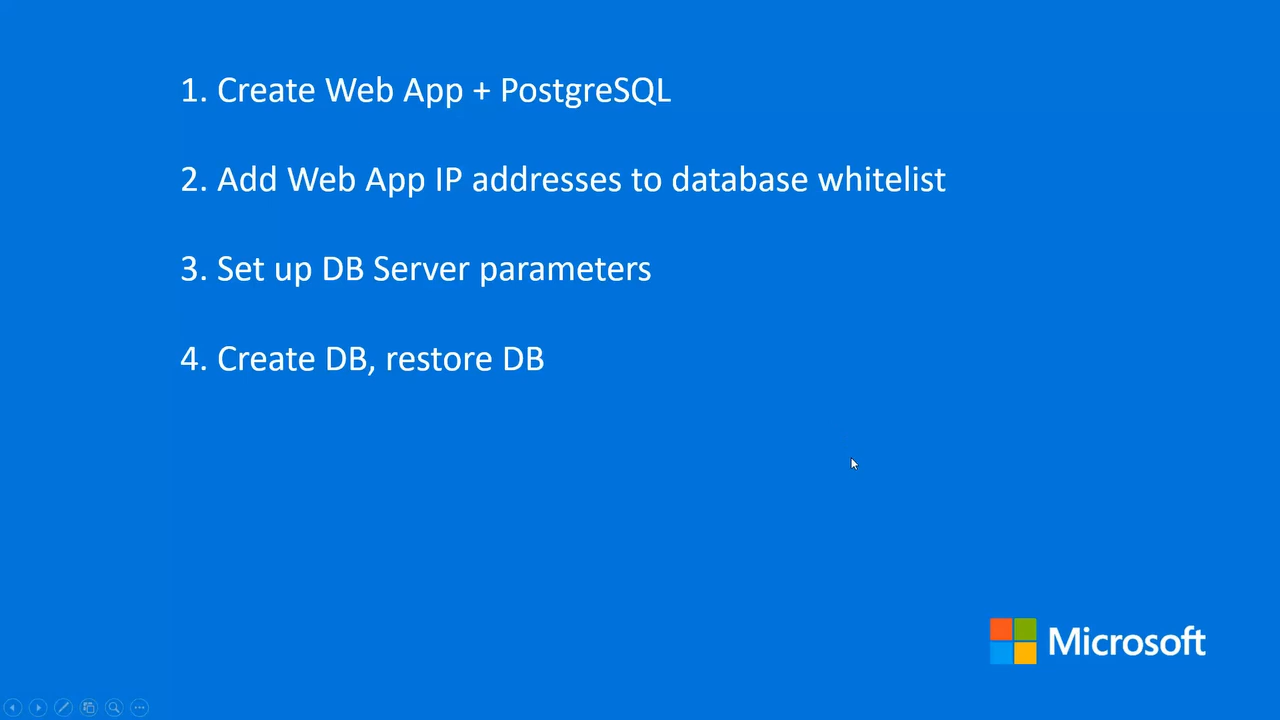 1. Create Web App + PostgreSQL
2. Add Web App IP addresses to database whitelist
3. Set up DB Server parameters
4. Create DB, restore DB
Microsoft